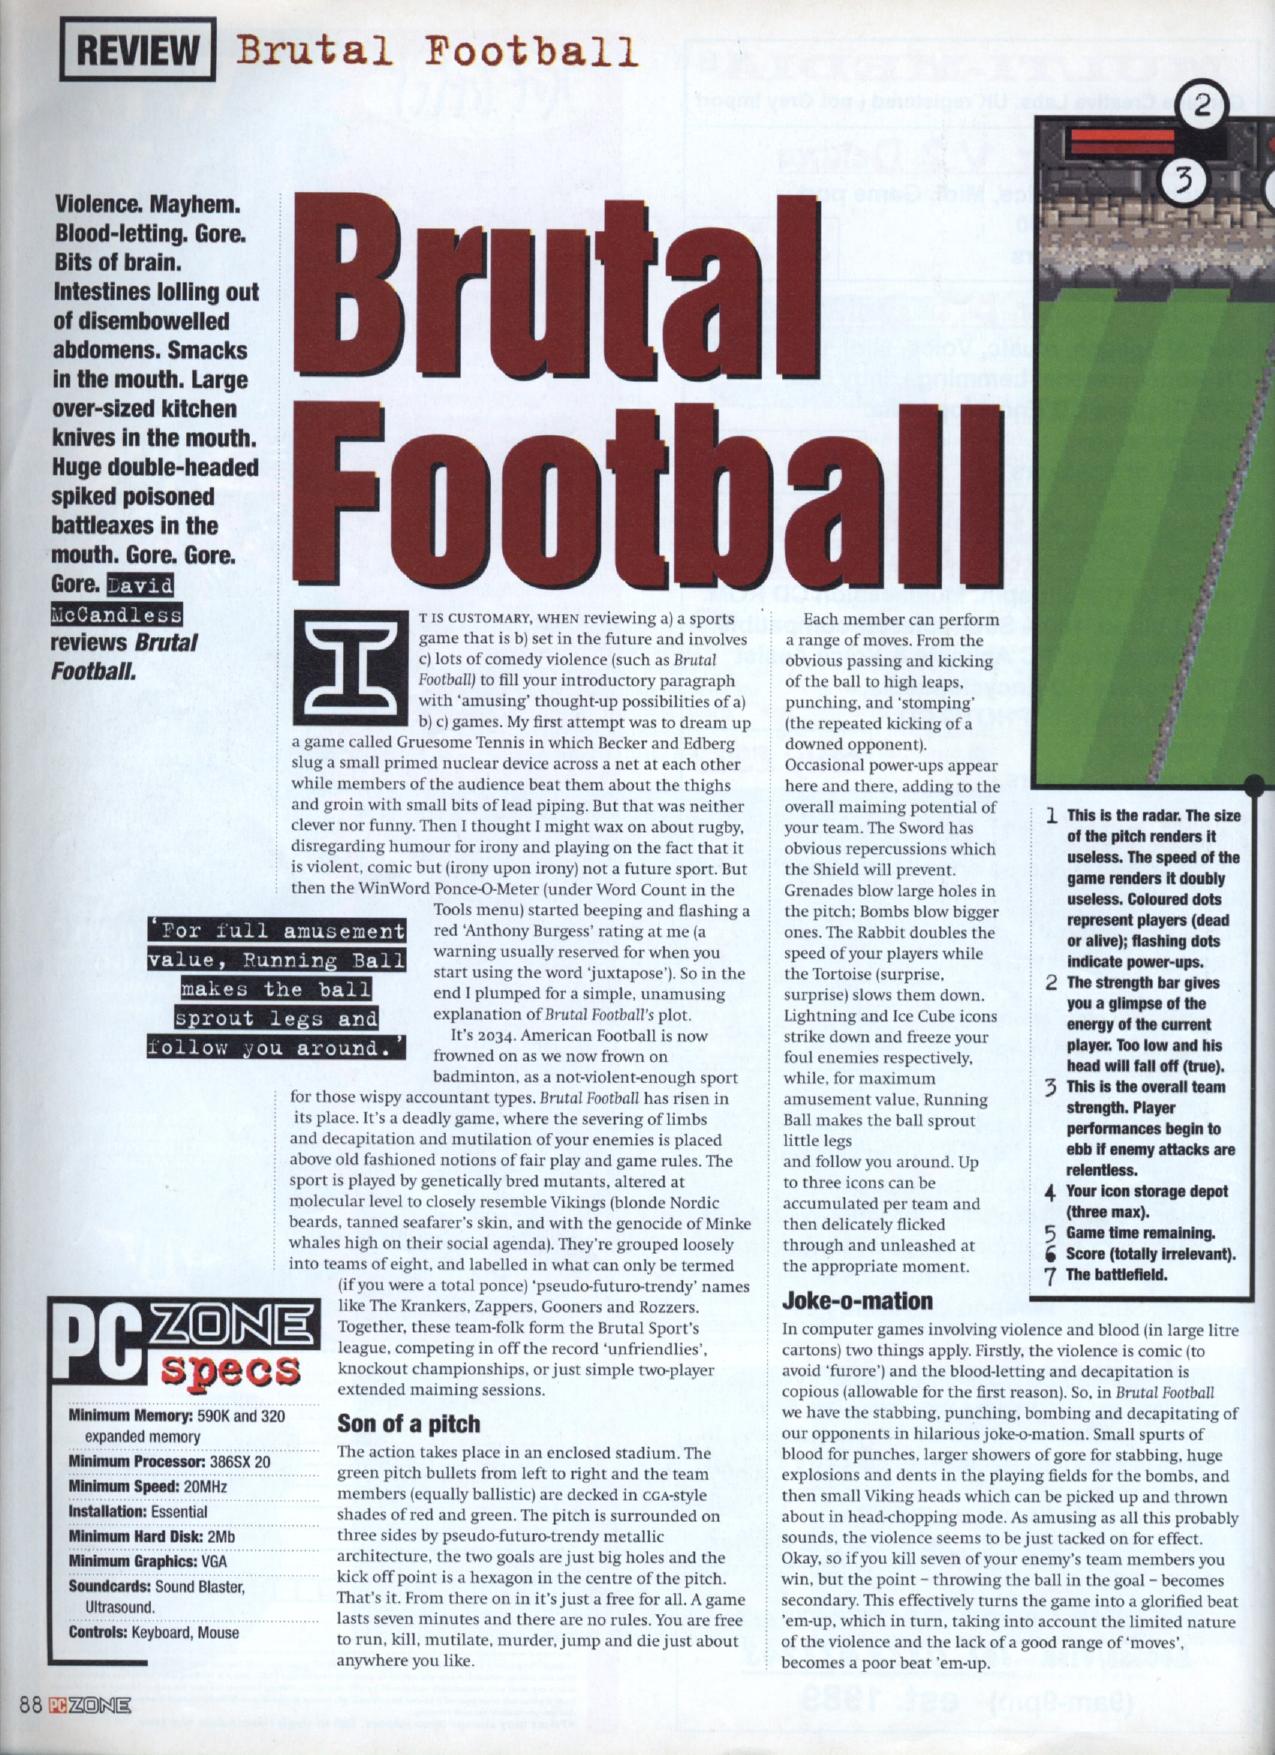 REVIEW Brutal Football
Violence. Mayhem.
Blood-letting. Gore.
Bits of brain.
Intestines lolling out
of disembowelled
abdomens. Smacks
in the mouth. Large
over-sized kitchen
knives in the mouth.
Huge double-headed
spiked poisoned
battleaxes in the
mouth. Gore. Gore.
Gore. David
McCandless
reviews Brutal
Football.
Brutal
Football
IT IS CUSTOMARY, WHEN reviewing a) a sports
game that is b) set in the future and involves
c) lots of comedy violence (such as Brutal
Football) to fill your introductory paragraph
with ‘amusing’ thought-up possibilities of a)
b) c) games. My first attempt was to dream up
a game called Gruesome Tennis in which Becker and Edberg
slug a small primed nuclear device across a net at each other
while members of the audience beat them about the thighs
and groin with small bits of lead piping. But that was neither
clever nor funny. Then I thought I might wax on about rugby,
disregarding humour for irony and playing on the fact that it
is violent, comic but (irony upon irony) not a future sport. But
then the WinWord Ponce-O-Meter (under Word Count in the
Tools menu) started beeping and flashing a
red ‘Anthony Burgess’ rating at me (a
warning usually reserved for when you
start using the word ‘juxtapose’). So in the
end I plumped for a simple, unamusing
explanation of Brutal Football’s plot.
It’s 2034. American Football is now
frowned on as we now frown on
badminton, as a not-violent-enough sport
for those wispy accountant types. Brutal Football has risen in
its place. It’s a deadly game, where the severing of limbs
and decapitation and mutilation of your enemies is placed
above old fashioned notions of fair play and game rules. The
sport is played by genetically bred mutants, altered at
molecular level to closely resemble Vikings (blonde Nordic
beards, tanned seafarer’s skin, and with the genocide of Minke
whales high on their social agenda). They’re grouped loosely
into teams of eight, and labelled in what can only be termed
(if you were a total ponce) ‘pseudo-futuro-trendy’ names
like The Krankers, Zappers, Gooners and Rozzers.
Together, these team-folk form the Brutal Sport’s
league, competing in off the record ‘unfriendlies’,
knockout championships, or just simple two-player
extended maiming sessions.
‘For full amusement
value, Running Ball
makes the ball
sprout legs and
follow you around.’
Son of a pitch
The action takes place in an enclosed stadium. The
green pitch bullets from left to right and the team
members (equally ballistic) are decked in CGA-style
shades of red and green. The pitch is surrounded on
three sides by pseudo-futuro-trendy metallic
architecture, the two goals are just big holes and the
kick off point is a hexagon in the centre of the pitch.
That’s it. From there on in it’s just a free for all. A game
lasts seven minutes and there are no rules. You are free
to run, kill, mutilate, murder, jump and die just about
anywhere you like.
PC ZONE
specs
Minimum Memory: 590K and 320
expanded memory
Minimum Processor: 386SX 20
Minimum Speed: 20MHz
Installation: Essential
Minimum Hard Disk: 2Mb
Minimum Graphics: VGA
Soundcards: Sound Blaster,
Ultrasound.
Controls: Keyboard, Mouse
Each member can perform
a range of moves. From the
obvious passing and kicking
of the ball to high leaps,
punching, and ‘stomping’
(the repeated kicking of a
downed opponent).
Occasional power-ups appear
here and there, adding to the
overall maiming potential of
your team. The Sword has
obvious repercussions which
the Shield will prevent.
Grenades blow large holes in
the pitch; Bombs blow bigger
ones. The Rabbit doubles the
speed of your players while
the Tortoise (surprise,
surprise) slows them down.
Lightning and Ice Cube icons
strike down and freeze your
foul enemies respectively,
while, for maximum
amusement value, Running
Ball makes the ball sprout
little legs
and follow you around. Up
to three icons can be
accumulated per team and
then delicately flicked
through and unleashed at
the appropriate moment.
Joke-o-mation
In computer games involving violence and blood (in large litre
cartons) two things apply. Firstly, the violence is comic (to
avoid ‘furore’) and the blood-letting and decapitation is
copious (allowable for the first reason). So, in Brutal Football
we have the stabbing, punching, bombing and decapitating of
our opponents in hilarious joke-o-mation. Small spurts of
blood for punches, larger showers of gore for stabbing, huge
explosions and dents in the playing fields for the bombs, and
then small Viking heads which can be picked up and thrown
about in head-chopping mode. As amusing as all this probably
sounds, the violence seems to be just tacked on for effect.
Okay, so if you kill seven of your enemy’s team members you
win, but the point – throwing the ball in the goal – becomes
secondary. This effectively turns the game into a glorified beat
’em-up, which in turn, taking into account the limited nature
of the violence and the lack of a good range of ‘moves’,
becomes a poor beat ’em-up.
2
3
1 This is the radar. The size
of the pitch renders it
useless. The speed of the
game renders it doubly
useless. Coloured dots
represent players (dead
or alive); flashing dots
indicate power-ups.
2 The strength bar gives
you a glimpse of the
energy of the current
player. Too low and his
head will fall off (true).
3 This is the overall team
strength. Player
performances begin to
ebb if enemy attacks are
relentless.
4 Your icon storage depot
(three max).
5 Game time remaining.
6 Score (totally irrelevant).
7 The battlefield.
88 PC ZONE